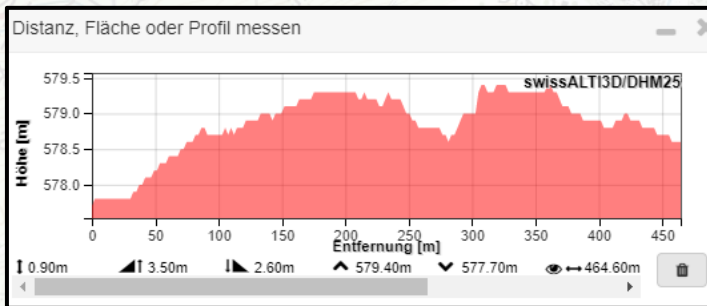 Distanz, Fläche oder Profil messen
swissALTI3D/DHM25
579.5
579.0
578.5
578.0
Höhe [m]
0 50 100 150 200 250 300 350 400 450
Entfernung [m]
0.90m 3.50m 2.60m 579.40m 577.70m 464.60m